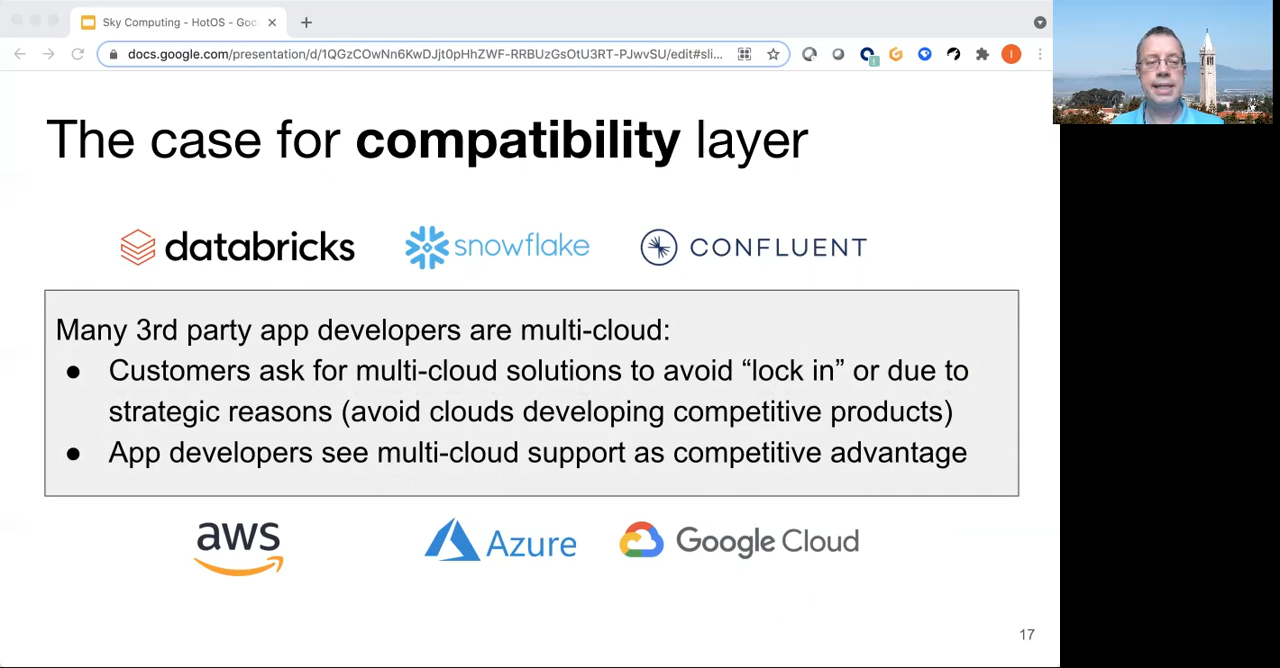 Sky Computing - HotOS - Goo
docs.google.com/presentation/d/1QGzCOwNn6KwDJjt0pHhZWF-RRBUzGsOtU3RT-PJwvSU/edit#sli...
I
The case for compatibility layer
databricks
snowflake
CONFLUENT
Many 3rd party app developers are multi-cloud:
● Customers ask for multi-cloud solutions to avoid “lock in” or due to
strategic reasons (avoid clouds developing competitive products)
● App developers see multi-cloud support as competitive advantage
aws
Azure
Google Cloud
17